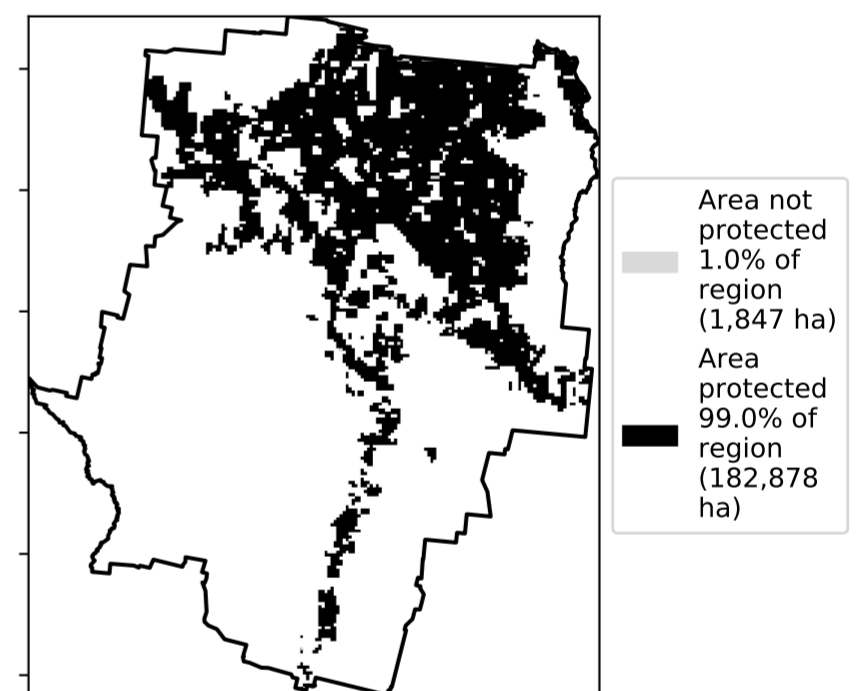 Area not
protected
1.0% of
region
(1,847 ha)
Area
protected
99.0% of
region
(182,878
ha)